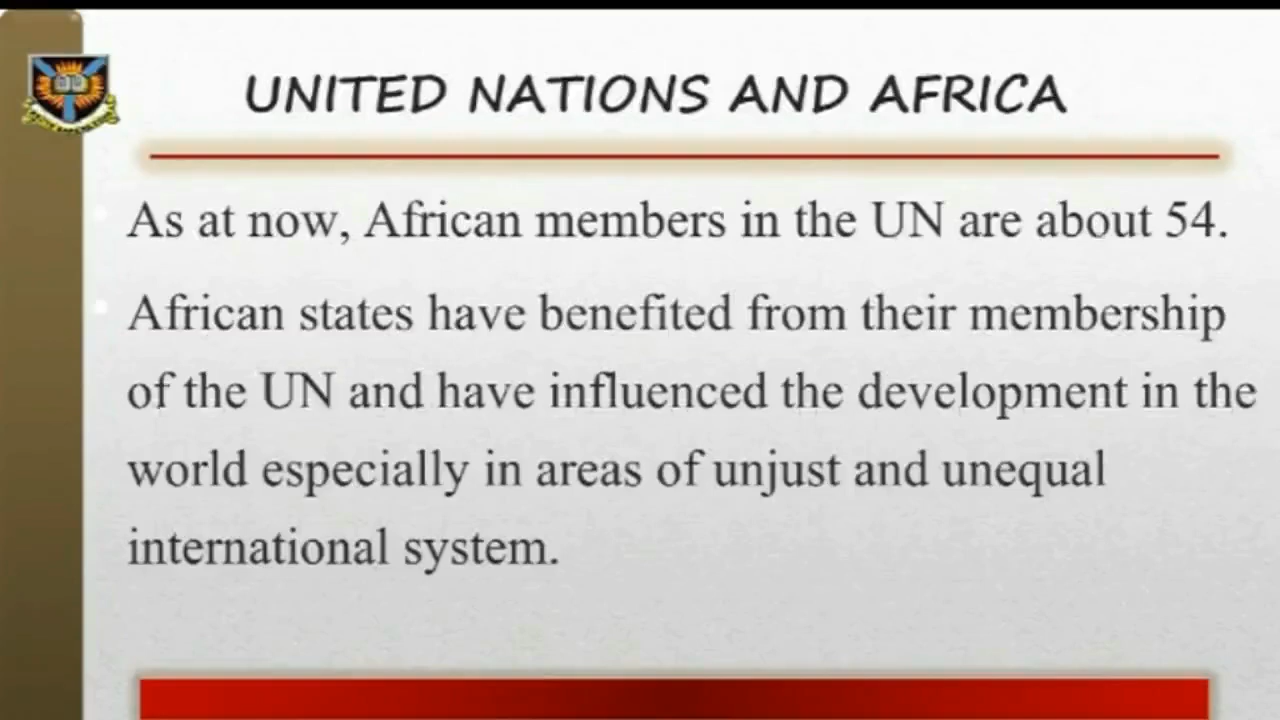 UNITED NATIONS AND AFRICA
As at now, African members in the UN are about 54.
African states have benefited from their membership
of the UN and have influenced the development in the
world especially in areas of unjust and unequal
international system.